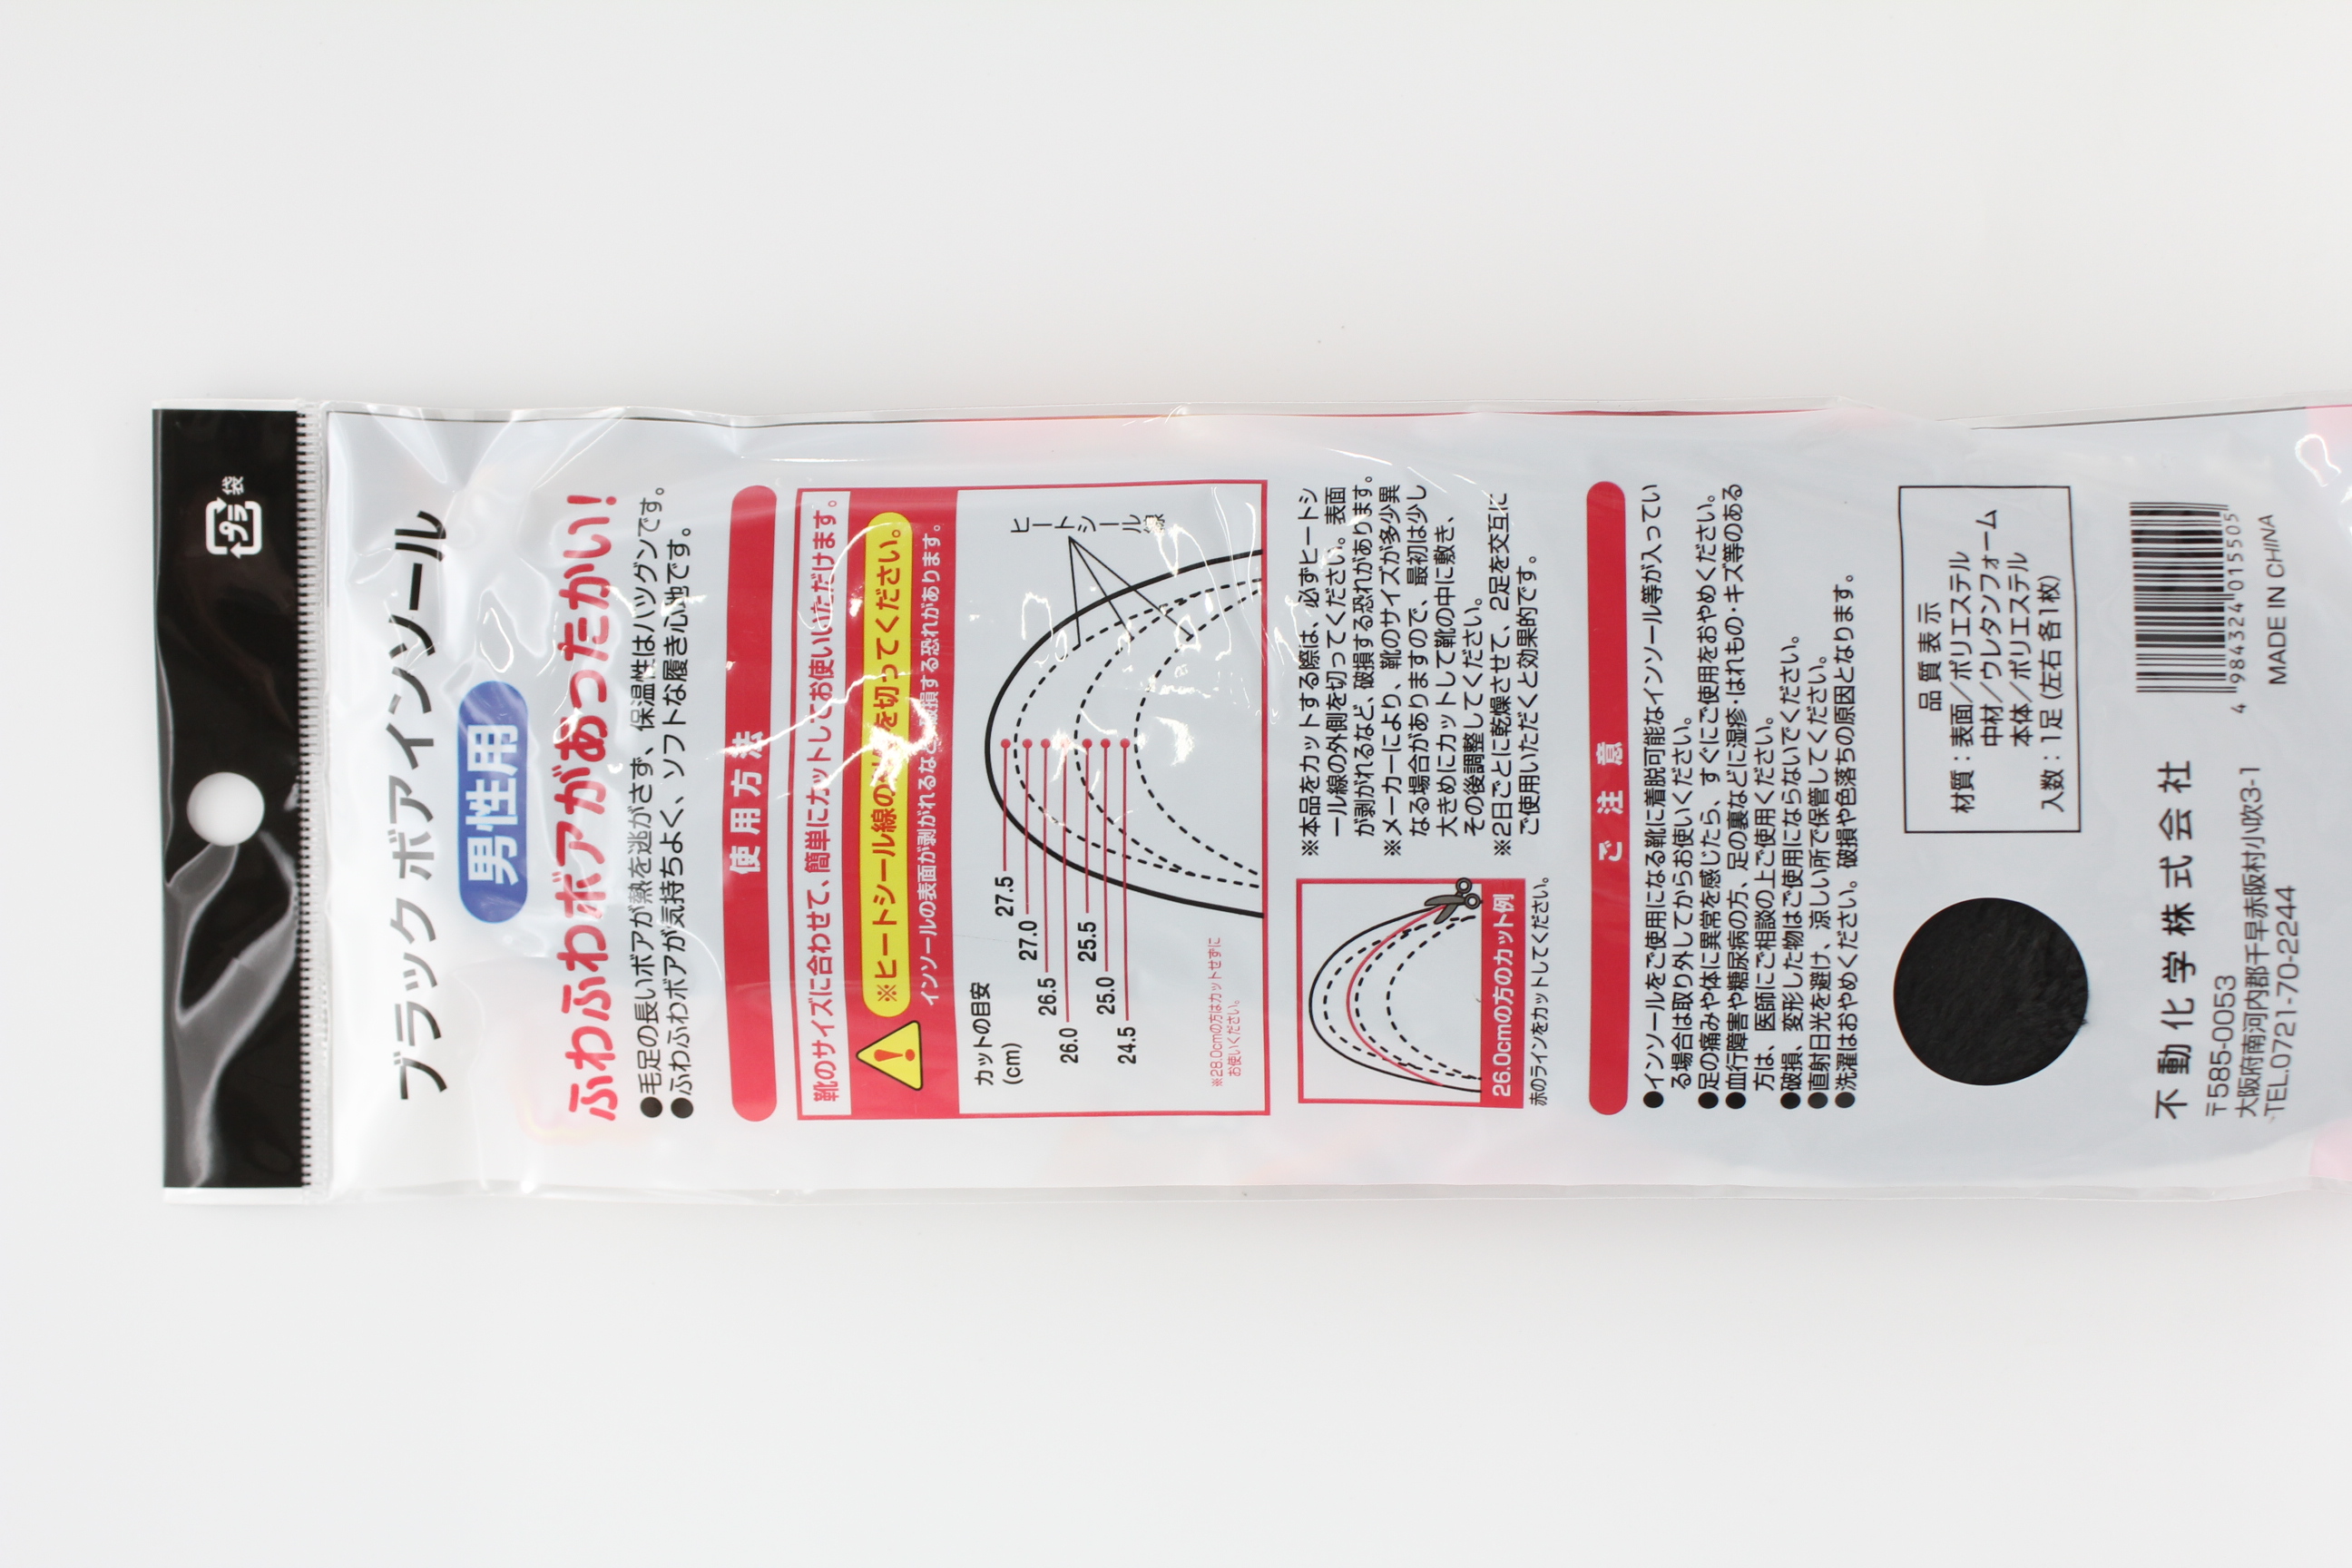 プラ
袋
ブラック ボアインソール
男性用
ふわふわボアがあったかい!
●毛足の長いボアが熱を逃がさず、保温性はバツグンです。
●ふわふわボアが気持ちよく、ソフトな履き心地です。
使用方法
靴のサイズに合わせて、簡単にカットしてお使いいただけます。
※ヒートシール線の外側を切ってください。
インソールの表面が剥がれるなど破損する恐れがあります。
カットの目安
(cm)
27.5
27.0
26.5
26.0
25.5
25.0
24.5
ヒートシール線
※28.0cmの方はカットせずに
お使いください。
26.0cmの方のカット例
赤のラインをカットしてください。
※本品をカットする際は、必ずヒートシ
ール線の外側を切ってください。表面
が剥がれるなど、破損する恐れがあります。
※メーカーにより、靴のサイズが多少異
なる場合がありますので、最初は少し
大きめにカットして靴の中に敷き、
その後調整してください。
※2日ごとに乾燥させて、2足を交互に
ご使用いただくと効果的です。
ご注意
●インソールをご使用になる靴に着脱可能なインソール等が入ってい
る場合は取り外してからお使いください。
●足の痛みや体に異常を感じたら、すぐにご使用をおやめください。
●血行障害や糖尿病の方、足の裏などに湿疹・はれもの・キズ等のある
方は、医師にご相談の上ご使用ください。
●破損、変形した物はご使用にならないでください。
●直射日光を避け、涼しい所で保管してください。
●洗濯はおやめください。破損や色落ちの原因となります。
品質表示
材質：表面／ポリエステル
中材／ウレタンフォーム
本体／ポリエステル
入数：1足(左右 各1枚)
不動化学株式会社
〒585-0053
大阪府南河内郡千早赤阪村小吹3-1
TEL.0721-70-2244
4 984324 015505
MADE IN CHINA